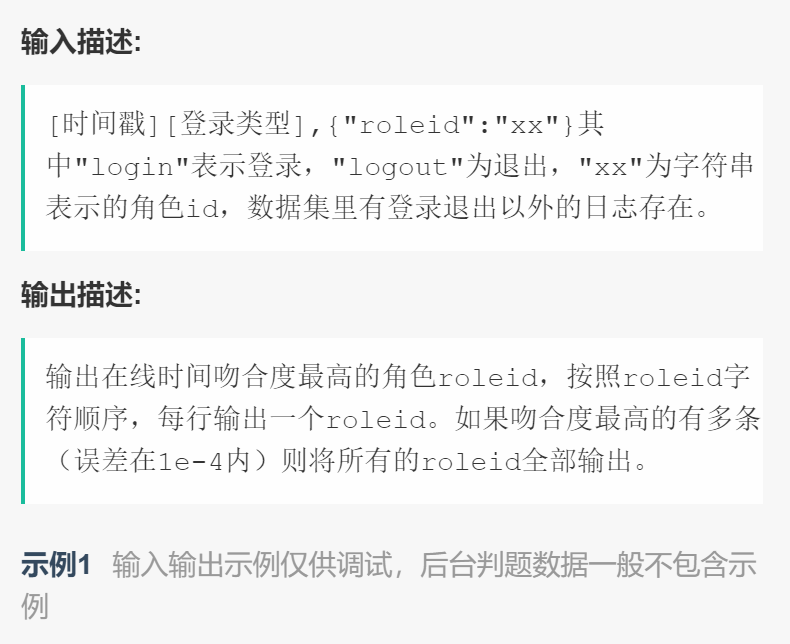 输入描述:
[时间戳][登录类型],{"roleid":"xx"}其
中"login"表示登录，"logout"为退出，"xx"为字符串
表示的角色id，数据集里有登录退出以外的日志存在。
输出描述:
输出在线时间吻合度最高的角色roleid，按照roleid字
符顺序，每行输出一个roleid。如果吻合度最高的有多条
（误差在1e-4内）则将所有的roleid全部输出。
示例1 输入输出示例仅供调试，后台判题数据一般不包含示
例